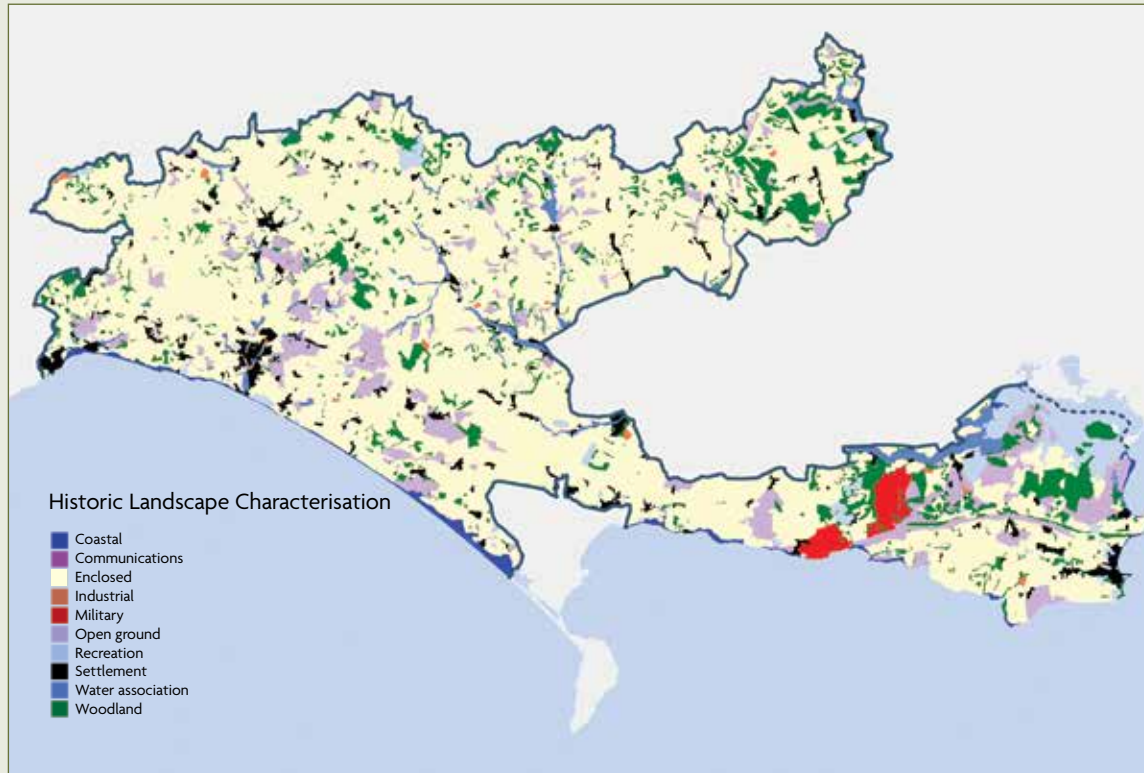 Historic Landscape Characterisation
Coastal
Communications
Enclosed
Industrial
Military
Open ground
Recreation
Settlement
Water association
Woodland